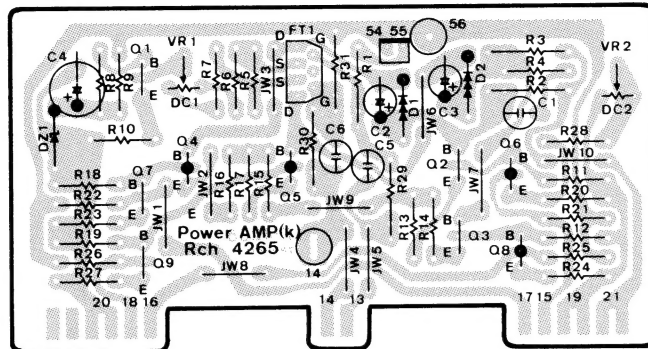 C4
Q1
VR1
DC1
B
E
R8
R9
R7
R6
R5
JW3
FT1
D
G
S
S
D
G
R31
R1
54
55
56
C2
D1
JW6
C3
D2
R3
R4
R2
C1
VR2
DC2
DZ1
R10
Q4
B
E
R30
C6
C5
Q2
B
E
JW7
Q6
B
E
R28
JW10
R11
R20
R21
R12
R25
R24
R18
R22
R23
R19
R26
R27
Q7
B
E
JW1
B
E
Q9
JW2
R16
R17
R15
Q5
R29
JW9
R13
R14
B
E
Q3
B
E
Q8
Power AMP(k)
Rch 4265
JW8
14
JW4
JW5
20
18
16
14
13
17
15
19
21